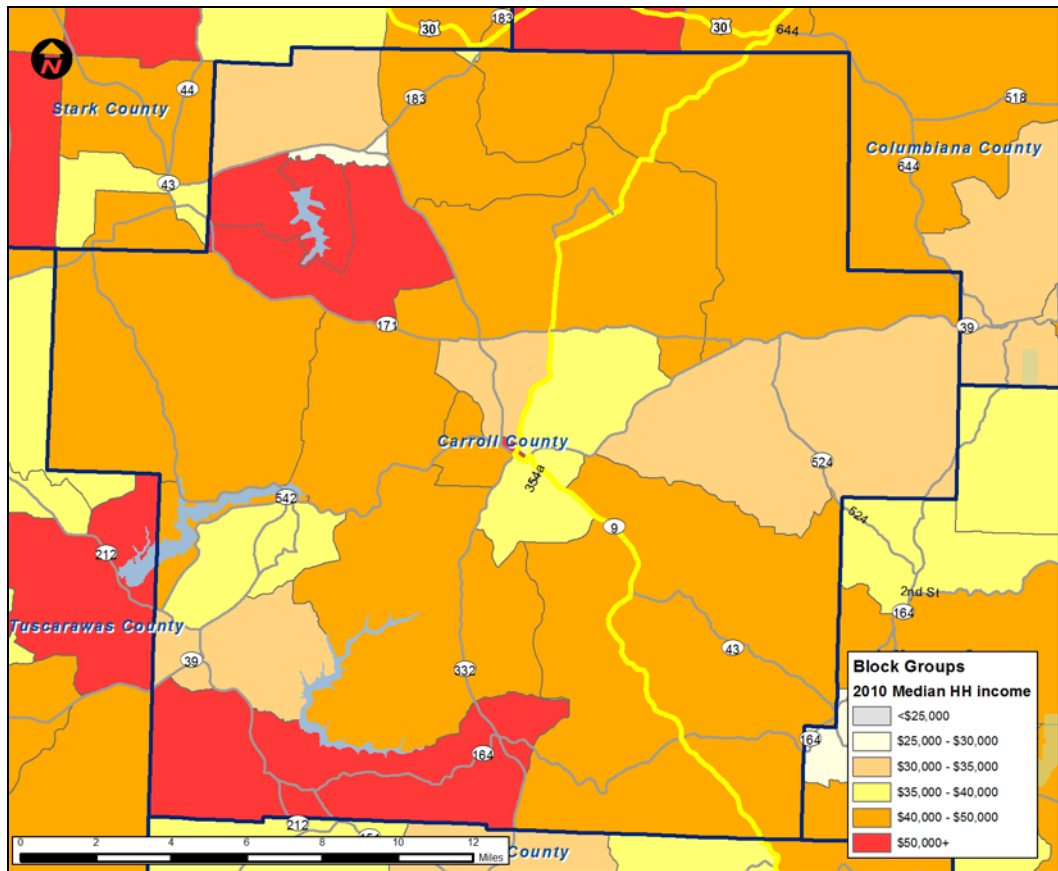 183
30
30
644
N
44
Stark County
183
518
Columbiana County
644
43
171
39
Carroll County
354a
524
542
9
524
212
2nd St
164
Tuscarawas County
39
332
43
Block Groups
2010 Median HH income
<$25,000
$25,000 - $30,000
$30,000 - $35,000
$35,000 - $40,000
$40,000 - $50,000
$50,000+
164
164
212
County
0 2 4 6 8 10 12
Miles